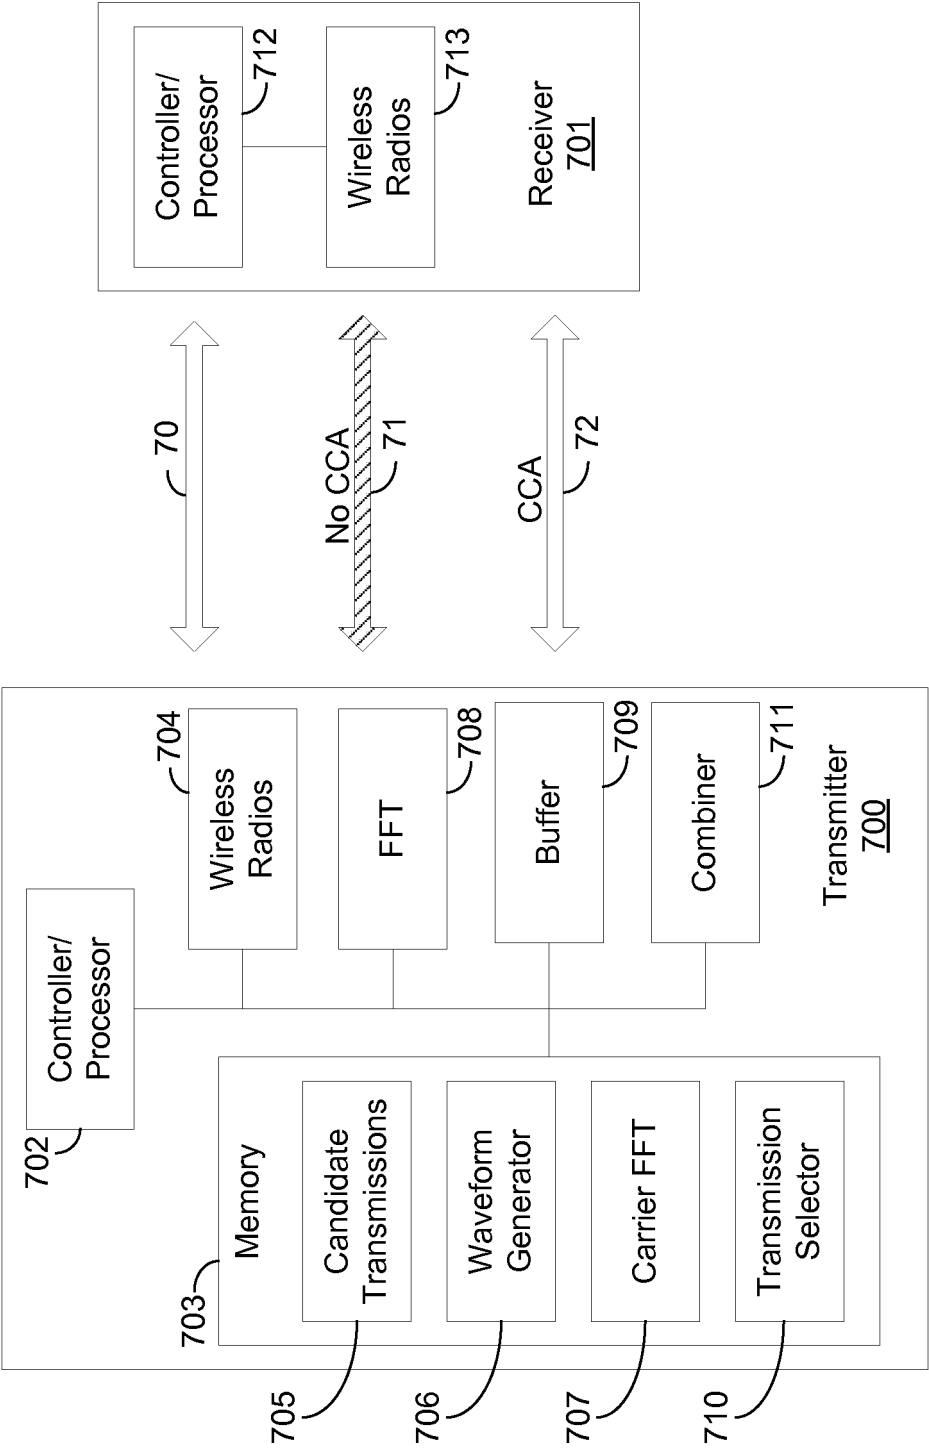 702
Controller/
Processor
704
Wireless
Radios
703
Memory
705
Candidate
Transmissions
708
FFT
706
Waveform
Generator
709
Buffer
707
Carrier FFT
711
Combiner
710
Transmission
Selector
Transmitter
700
70
No CCA
71
CCA
72
Controller/
Processor
712
Wireless
Radios
713
Receiver
701